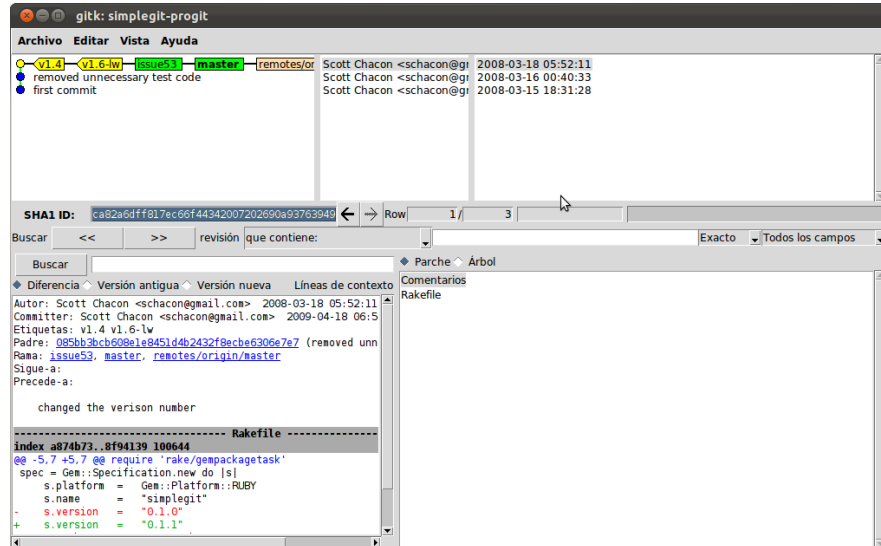 gitk: simplegit-progit
Archivo Editar Vista Ayuda
v1.4 v1.6-lw issue53 master remotes/or Scott Chacon <schacon@gr 2008-03-18 05:52:11
removed unnecessary test code Scott Chacon <schacon@gr 2008-03-16 00:40:33
first commit Scott Chacon <schacon@gr 2008-03-15 18:31:28
SHA1 ID: ca82a6dff817ec66f44342007202690a93763949 Row 1 / 3
Buscar << >> revisión que contiene: Exacto Todos los campos
Buscar
Parche Árbol
Diferencia Versión antigua Versión nueva Líneas de contexto
Comentarios
Rakefile
Autor: Scott Chacon <schacon@gmail.com> 2008-03-18 05:52:11
Committer: Scott Chacon <schacon@gmail.com> 2009-04-18 06:5
Etiquetas: v1.4 v1.6-lw
Padre: 085bb3bcb608e1e8451d4b2432f8ecbe6306e7e7 (removed unn
Rama: issue53, master, remotes/origin/master
Sigue-a:
Precede-a:
changed the verison number
------------------------------- Rakefile ---------------
index a874b73..8f94139 100644
@@ -5,7 +5,7 @@ require 'rake/gempackagetask'
spec = Gem::Specification.new do |s|
s.platform = Gem::Platform::RUBY
s.name = "simplegit"
- s.version = "0.1.0"
+ s.version = "0.1.1"